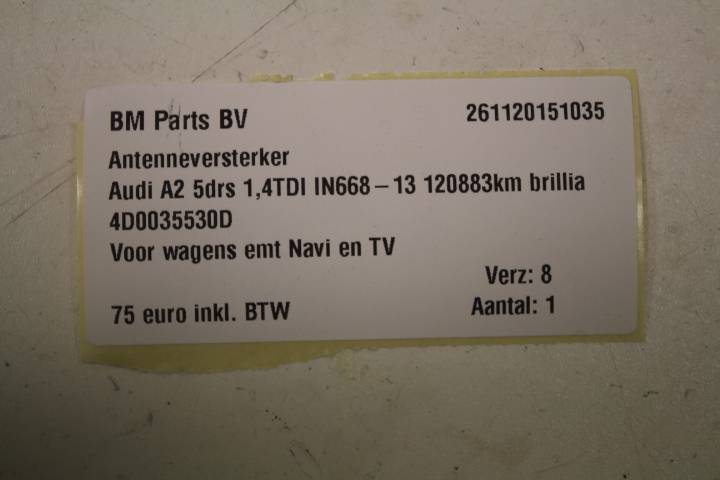 BM Parts BV 261120151035
Antenneversterker
Audi A2 5drs 1,4TDI IN668-13 120883km brillia
4D0035530D
Voor wagens emt Navi en TV
Verz: 8
75 euro inkl. BTW Aantal: 1